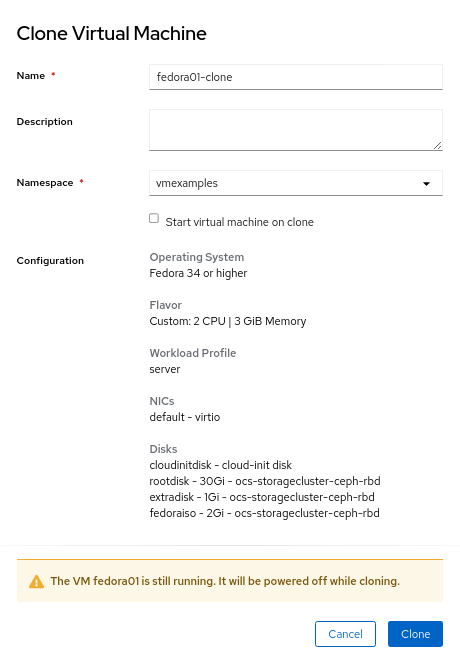 Clone Virtual Machine
Name *
fedora01-clone
Description
Namespace *
vmexamples
Start virtual machine on clone
Configuration
Operating System
Fedora 34 or higher
Flavor
Custom: 2 CPU | 3 GiB Memory
Workload Profile
server
NICs
default - virtio
Disks
cloudinitdisk - cloud-init disk
rootdisk - 30Gi - ocs-storagecluster-ceph-rbd
extradisk - 1Gi - ocs-storagecluster-ceph-rbd
fedoraiso - 2Gi - ocs-storagecluster-ceph-rbd
The VM fedora01 is still running. It will be powered off while cloning.
Cancel
Clone